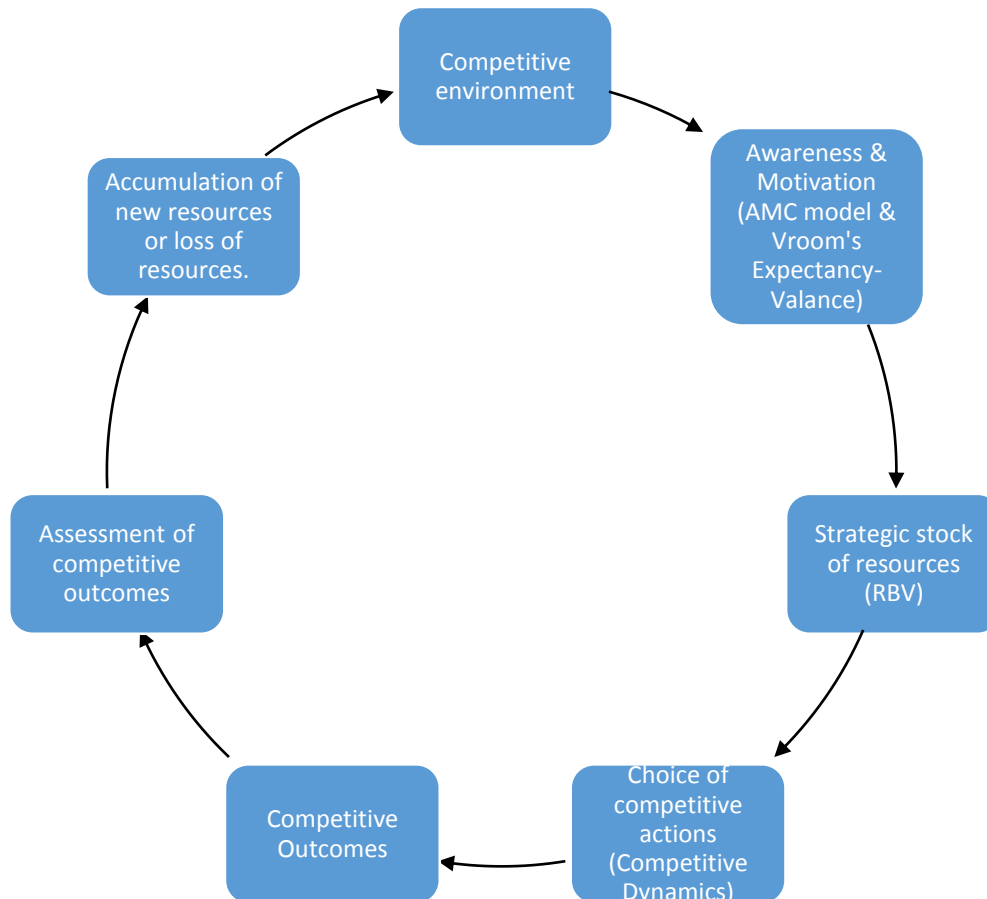 Competitive
environment
Awareness &
Motivation
(AMC model &
Vroom's
Expectancy-
Valance)
Strategic stock
of resources
(RBV)
Choice of
competitive
actions
(Competitive
Dynamics)
Competitive
Outcomes
Assessment of
competitive
outcomes
Accumulation of
new resources
or loss of
resources.